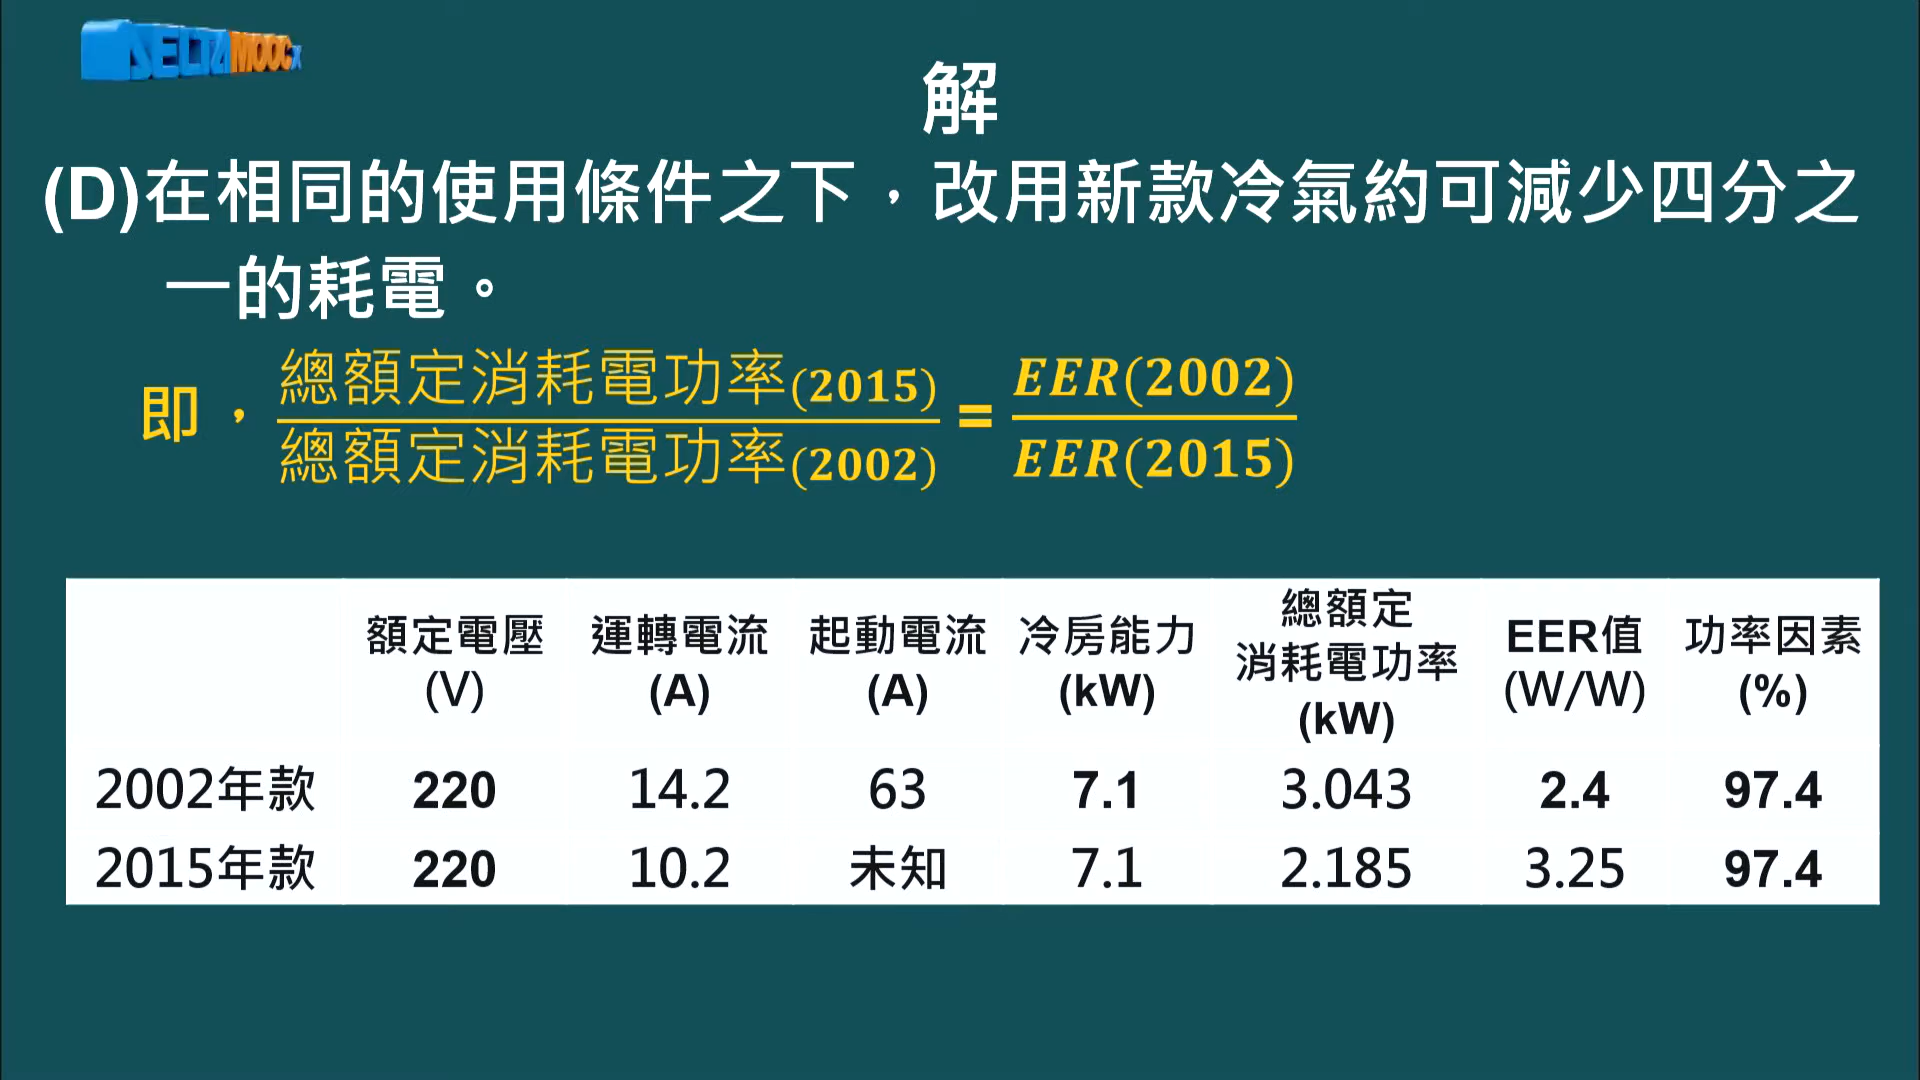 DELTAMOOCx
解
(D)在相同的使用條件之下，改用新款冷氣約可減少四分之
一的耗電。
即，總額定消耗電功率(2015) / 總額定消耗電功率(2002) = EER(2002) / EER(2015)
額定電壓 (V) 運轉電流 (A) 起動電流 (A) 冷房能力 (kW) 總額定消耗電功率 (kW) EER值 (W/W) 功率因素 (%)
2002年款 220 14.2 63 7.1 3.043 2.4 97.4
2015年款 220 10.2 未知 7.1 2.185 3.25 97.4